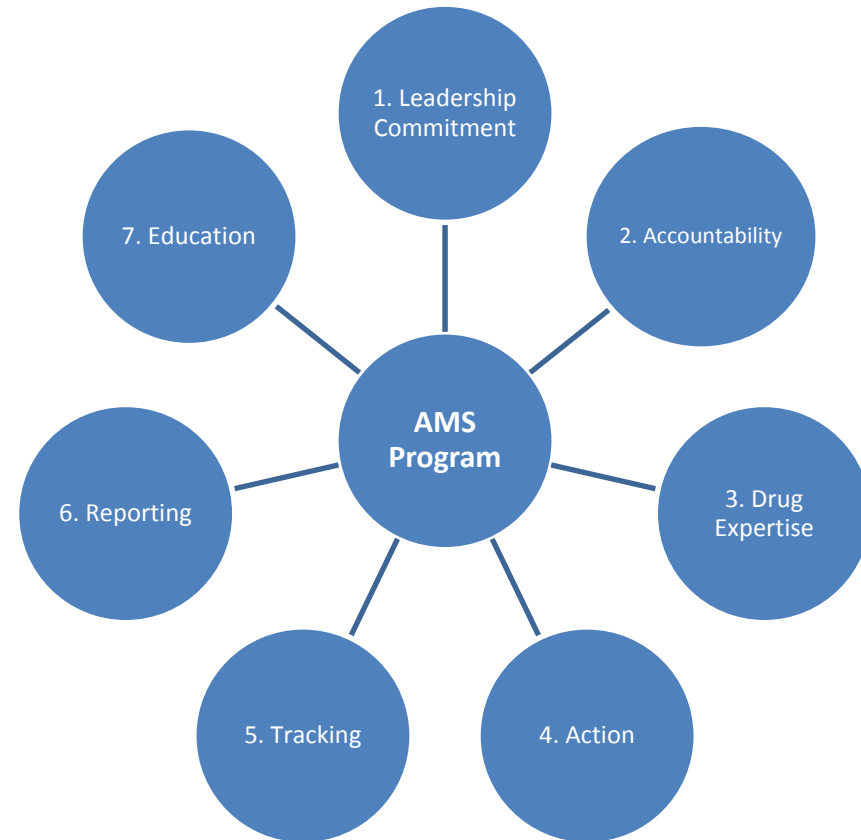 1. Leadership
Commitment
2. Accountability
3. Drug
Expertise
4. Action
5. Tracking
6. Reporting
7. Education
AMS
Program